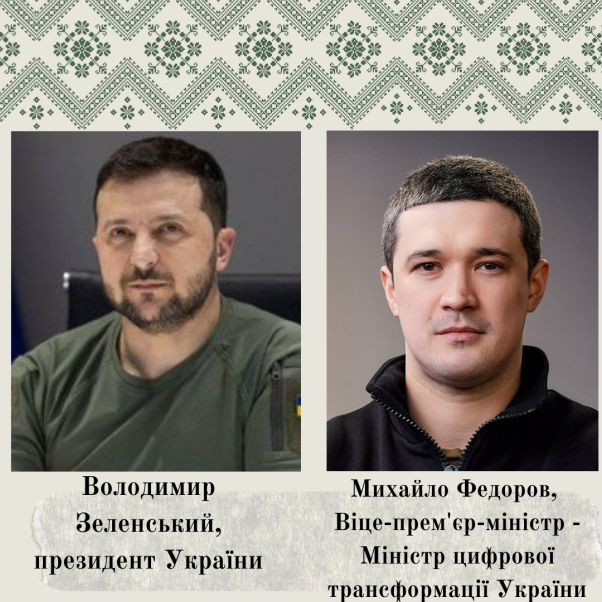 Володимир
Зеленський,
президент України
Михайло Федоров,
Віце-прем'єр-міністр -
Міністр цифрової
трансформації України